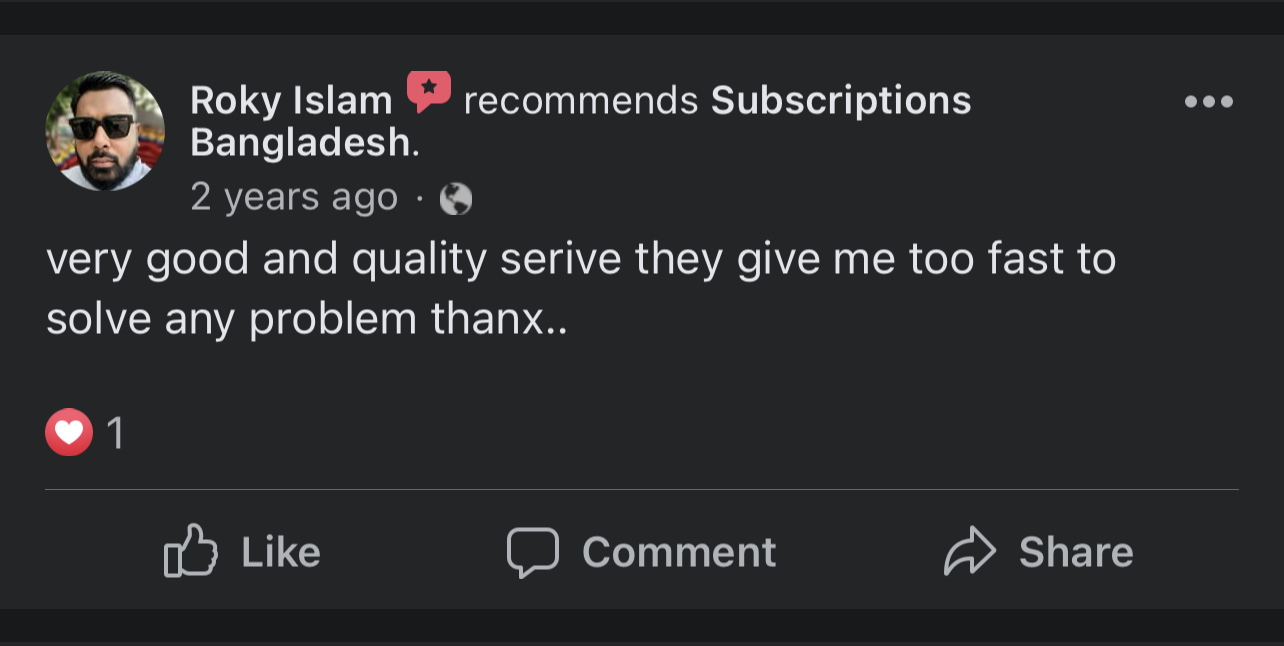 Roky Islam recommends Subscriptions
Bangladesh.
2 years ago ·
very good and quality serive they give me too fast to
solve any problem thanx..
1
Like Comment Share